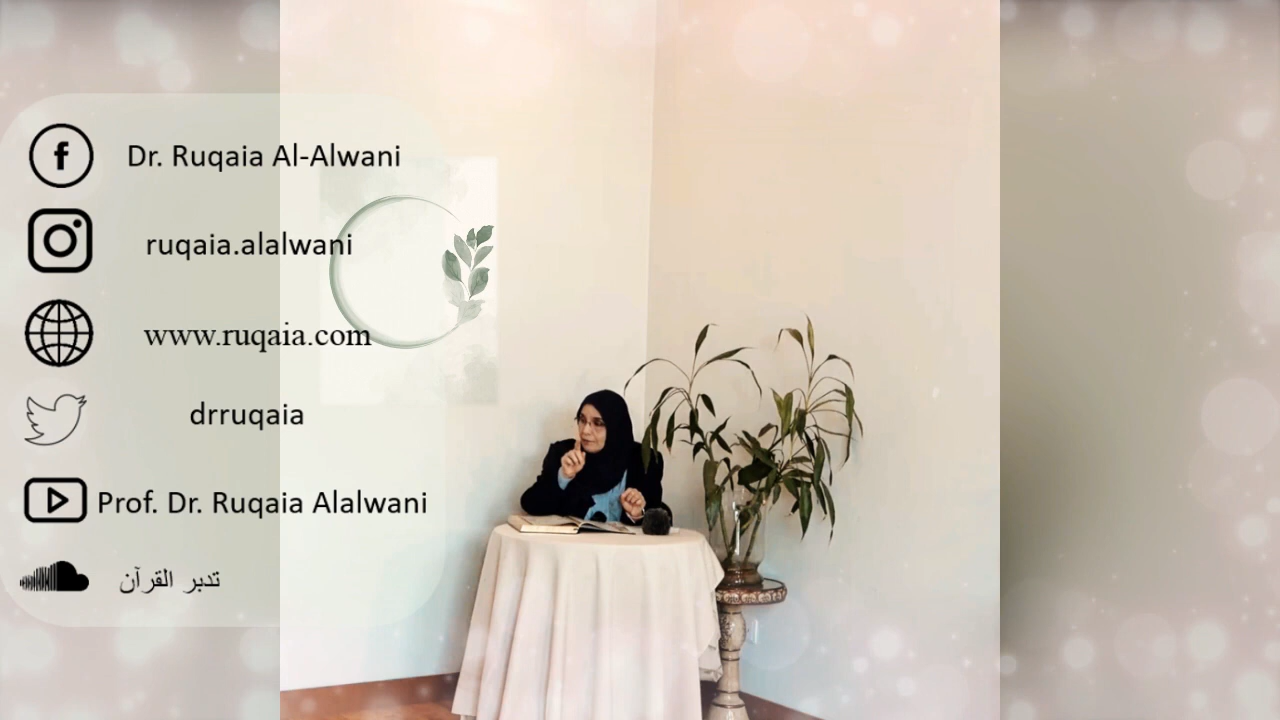 Dr. Ruqaia Al-Alwani
ruqaia.alalwani
www.ruqaia.com
drruqaia
Prof. Dr. Ruqaia Alalwani
تدبر القرآن